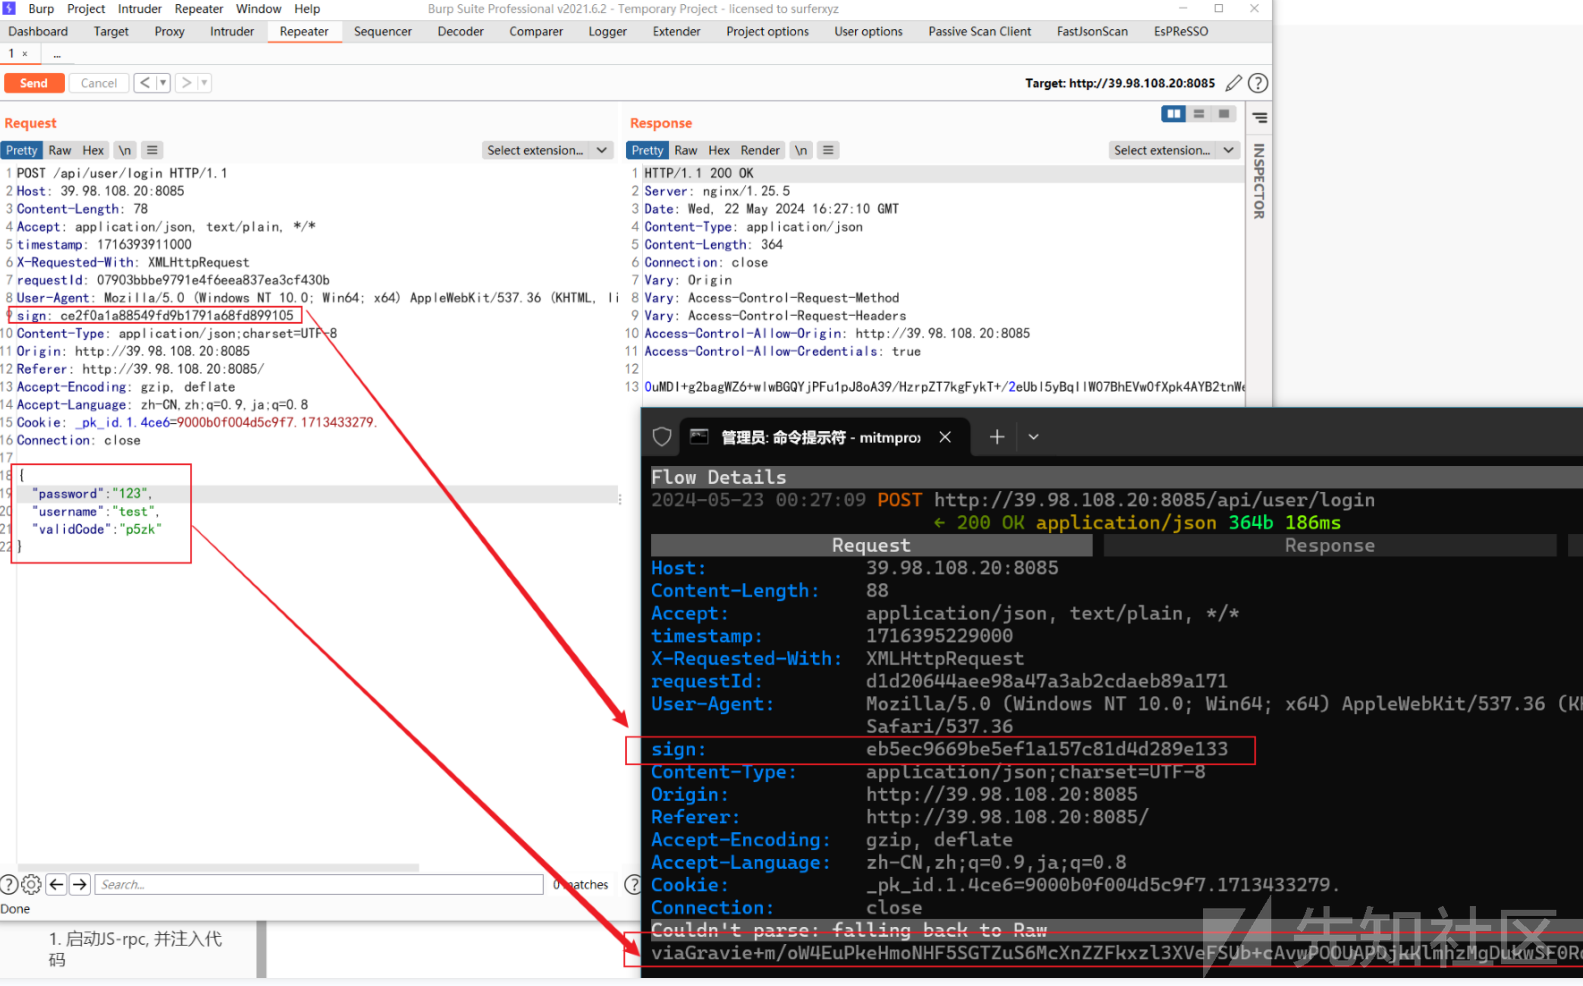 Burp Project Intruder Repeater Window Help Burp Suite Professional v2021.6.2 - Temporary Project - licensed to surferxyz
Dashboard Target Proxy Intruder Repeater Sequencer Decoder Comparer Logger Extender Project options User options Passive Scan Client FastJsonScan EsPReSSO
1 × ...
Send Cancel < > Target: http://39.98.108.20:8085
Request
Pretty Raw Hex \n Select extension...
1 POST /api/user/login HTTP/1.1
2 Host: 39.98.108.20:8085
3 Content-Length: 78
4 Accept: application/json, text/plain, */*
5 timestamp: 1716393911000
6 X-Requested-With: XMLHttpRequest
7 requestId: 07903bbbe9791e4f6eea837ea3cf430b
8 User-Agent: Mozilla/5.0 (Windows NT 10.0; Win64; x64) AppleWebKit/537.36 (KHTML, li
9 sign: ce2f0a1a88549fd9b1791a68fd899105
10 Content-Type: application/json;charset=UTF-8
11 Origin: http://39.98.108.20:8085
12 Referer: http://39.98.108.20:8085/
13 Accept-Encoding: gzip, deflate
14 Accept-Language: zh-CN,zh;q=0.9,ja;q=0.8
15 Cookie: _pk_id.1.4ce6=9000b0f004d5c9f7.1713433279.
16 Connection: close
17
18 {
19 "password":"123",
20 "username":"test",
21 "validCode":"p5zk"
22 }
Search... 0 matches
Done
Response
Pretty Raw Hex Render \n Select extension...
INSPECTOR
1 HTTP/1.1 200 OK
2 Server: nginx/1.25.5
3 Date: Wed, 22 May 2024 16:27:10 GMT
4 Content-Type: application/json
5 Content-Length: 364
6 Connection: close
7 Vary: Origin
8 Vary: Access-Control-Request-Method
9 Vary: Access-Control-Request-Headers
10 Access-Control-Allow-Origin: http://39.98.108.20:8085
11 Access-Control-Allow-Credentials: true
12
13
管理员: 命令提示符 - mitmpro
Flow Details
2024-05-23 00:27:09 POST http://39.98.108.20:8085/api/user/login
← 200 OK application/json 364b 186ms
Request Response
Host: 39.98.108.20:8085
Content-Length: 88
Accept: application/json, text/plain, */*
timestamp: 1716395229000
X-Requested-With: XMLHttpRequest
requestId: d1d20644aee98a47a3ab2cdaeb89a171
User-Agent: Mozilla/5.0 (Windows NT 10.0; Win64; x64) AppleWebKit/537.36 (KH
Safari/537.36
sign: eb5ec9669be5ef1a157c81d4d289e133
Content-Type: application/json;charset=UTF-8
Origin: http://39.98.108.20:8085
Referer: http://39.98.108.20:8085/
Accept-Encoding: gzip, deflate
Accept-Language: zh-CN,zh;q=0.9,ja;q=0.8
Cookie: _pk_id.1.4ce6=9000b0f004d5c9f7.1713433279.
Connection: close
Couldn't parse: falling back to Raw
1. 启动JS-rpc, 并注入代
码
先知社区